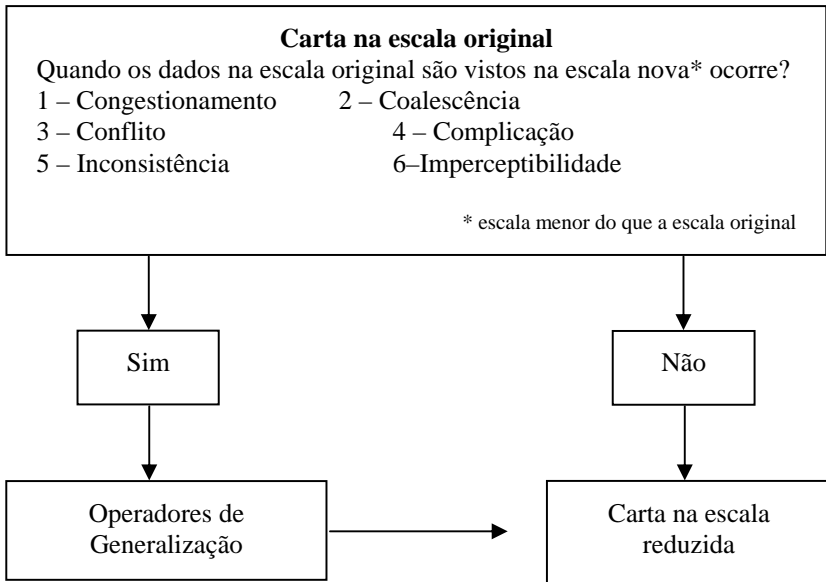 Carta na escala original
Quando os dados na escala original são vistos na escala nova* ocorre?
1 – Congestionamento 2 – Coalescência
3 – Conflito 4 – Complicação
5 – Inconsistência 6–Imperceptibilidade
* escala menor do que a escala original
Sim Não
Operadores de
Generalização
Carta na escala
reduzida